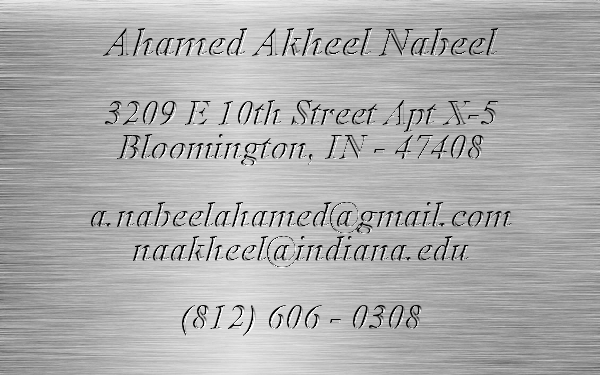 Ahamed Akheel Nabeel
3209 E 10th Street Apt X-5
Bloomington, IN - 47408
a.nabeelahamed@gmail.com
naakheel@indiana.edu
(812) 606 - 0308